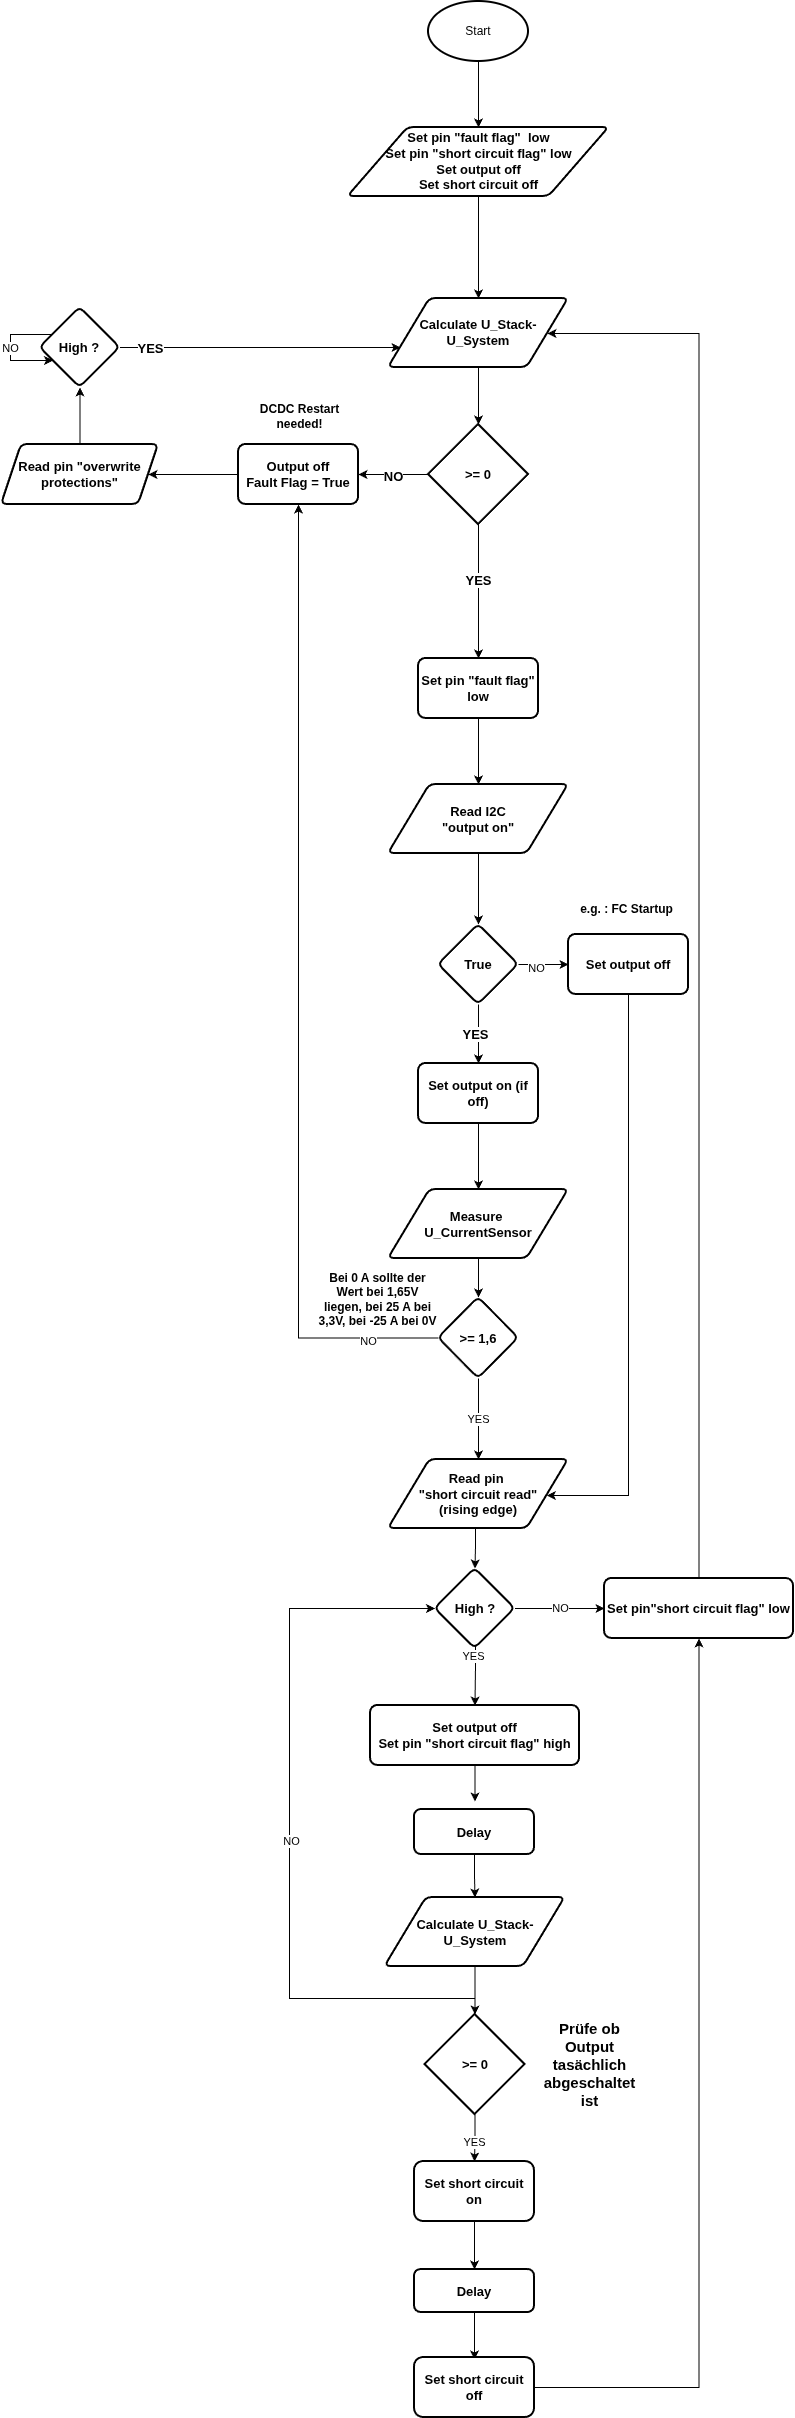 Start
Set pin "fault flag" low
Set pin "short circuit flag" low
Set output off
Set short circuit off
Calculate U_Stack-
U_System
High ?
NO
YES
DCDC Restart
needed!
Read pin "overwrite
protections"
Output off
Fault Flag = True
NO
>= 0
YES
Set pin "fault flag"
low
Read I2C
"output on"
e.g. : FC Startup
True
NO
Set output off
YES
Set output on (if
off)
Measure
U_CurrentSensor
Bei 0 A sollte der
Wert bei 1,65V
liegen, bei 25 A bei
3,3V, bei -25 A bei 0V
NO
>= 1,6
YES
Read pin
"short circuit read"
(rising edge)
High ?
NO
Set pin"short circuit flag" low
YES
Set output off
Set pin "short circuit flag" high
Delay
NO
Calculate U_Stack-
U_System
>= 0
Prüfe ob
Output
tasächlich
abgeschaltet
ist
YES
Set short circuit
on
Delay
Set short circuit
off